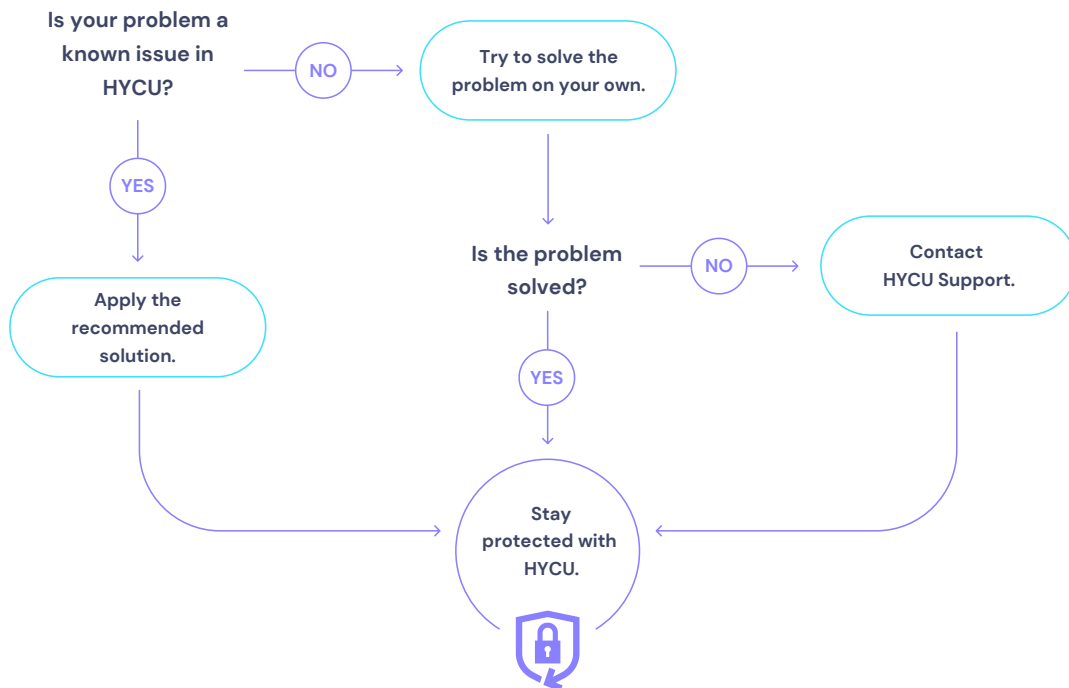 Is your problem a
known issue in
HYCU?
NO
Try to solve the
problem on your own.
YES
Apply the
recommended
solution.
Is the problem
solved?
NO
Contact
HYCU Support.
YES
Stay
protected with
HYCU.